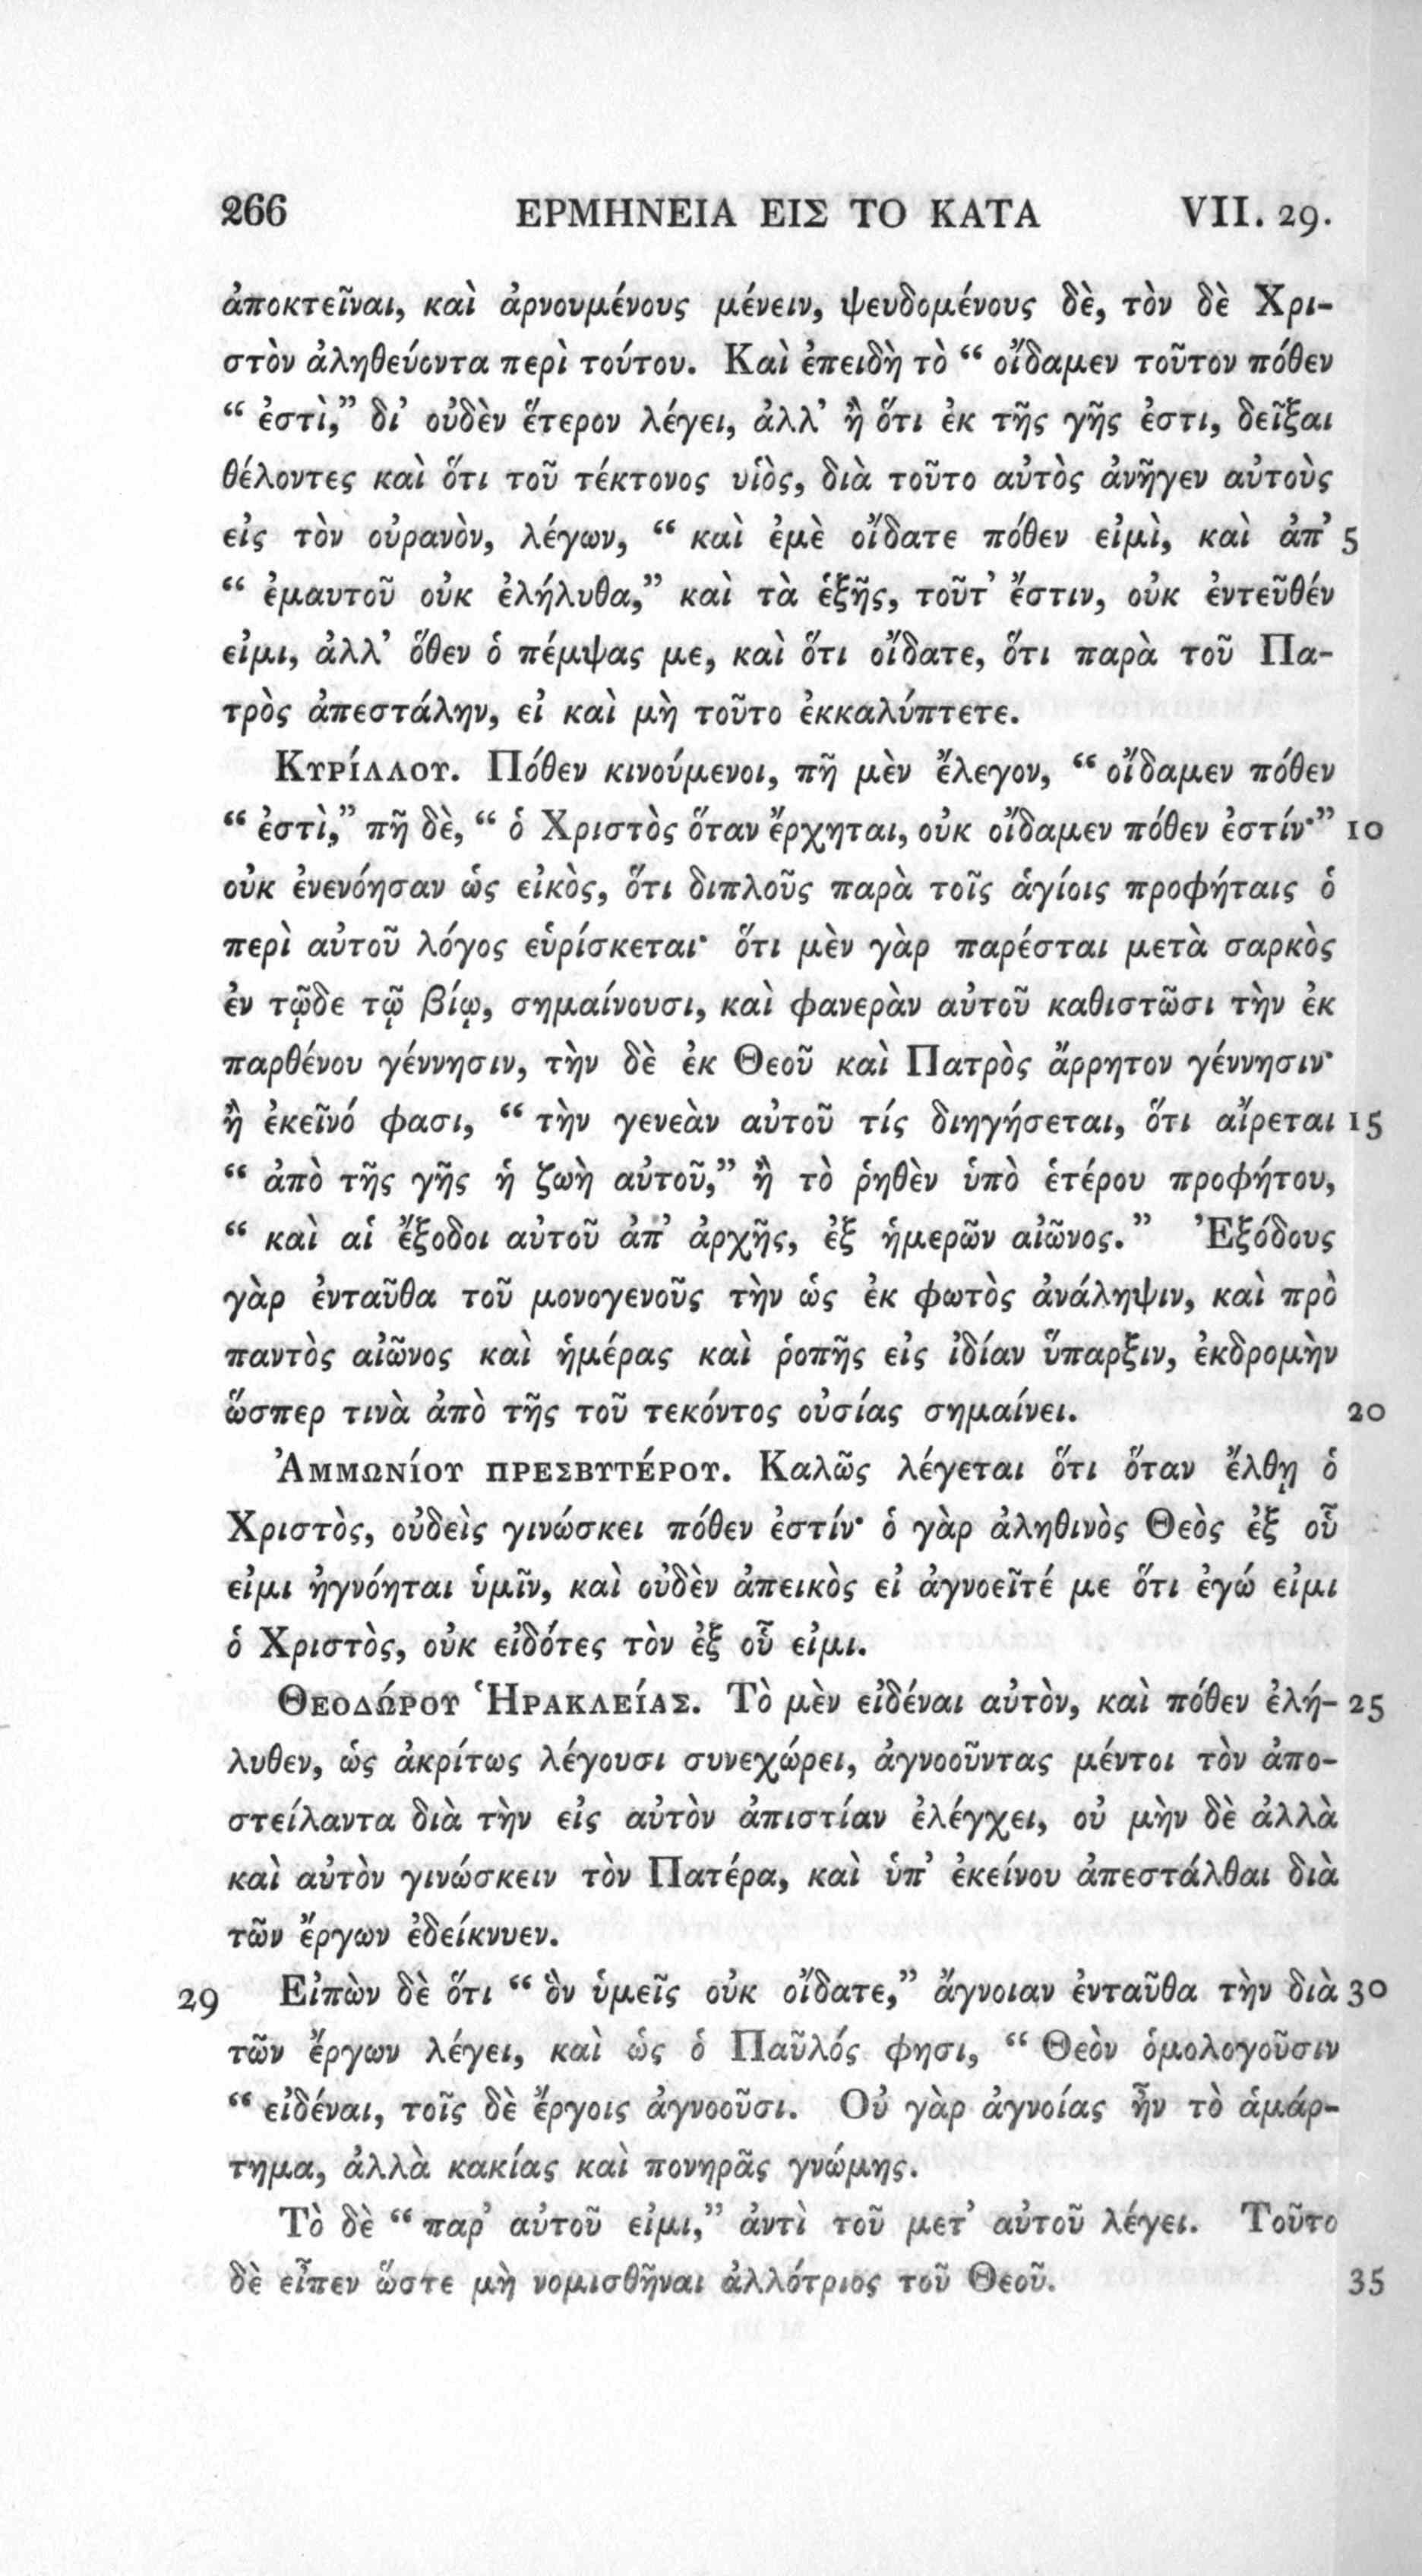 266 ΕΡΜΗΝΕΙΑ ΕΙΣ ΤΟ ΚΑΤΑ VII. 29.
ἀποκτεῖναι, καὶ ἀρνουμένους μένειν, ψευδομένους δὲ, τὸν δὲ Χρι-
στὸν ἀληθεύοντα περὶ τούτου. Καὶ ἐπειδὴ τὸ “ οἴδαμεν τοῦτον πόθεν
“ ἐστὶ,” δι’ οὐδὲν ἕτερον λέγει, ἀλλ’ ἢ ὅτι ἐκ τῆς γῆς ἐστι, δεῖξαι
θέλοντες καὶ ὅτι τοῦ τέκτονος υἱὸς, διὰ τοῦτο αὐτὸς ἀνῆγεν αὐτοὺς
εἰς τὸν οὐρανὸν, λέγων, “ καὶ ἐμὲ οἴδατε πόθεν εἰμὶ, καὶ ἀπ’ 5
“ ἐμαυτοῦ οὐκ ἐλήλυθα,” καὶ τὰ ἑξῆς, τοῦτ’ ἔστιν, οὐκ ἐντεῦθέν
εἰμι, ἀλλ’ ὅθεν ὁ πέμψας με, καὶ ὅτι οἴδατε, ὅτι παρὰ τοῦ Πα-
τρὸς ἀπεστάλην, εἰ καὶ μὴ τοῦτο ἐκκαλύπτετε.
Κυρίλλου. Πόθεν κινούμενοι, πῆ μὲν ἔλεγον, “ οἴδαμεν πόθεν
“ ἐστὶ,” πῆ δὲ, “ ὁ Χριστὸς ὅταν ἔρχηται, οὐκ οἴδαμεν πόθεν ἐστίν·” 10
οὐκ ἐνενόησαν ὡς εἰκὸς, ὅτι διπλοῦς παρὰ τοῖς ἁγίοις προφήταις ὁ
περὶ αὐτοῦ λόγος εὑρίσκεται· ὅτι μὲν γὰρ παρέσται μετὰ σαρκὸς
ἐν τῷδε τῷ βίῳ, σημαίνουσι, καὶ φανερὰν αὐτοῦ καθιστῶσι τὴν ἐκ
παρθένου γέννησιν, τὴν δὲ ἐκ Θεοῦ καὶ Πατρὸς ἄρρητον γέννησιν·
ἢ ἐκεῖνό φασι, “ τὴν γενεὰν αὐτοῦ τίς διηγήσεται, ὅτι αἴρεται 15
“ ἀπὸ τῆς γῆς ἡ ζωὴ αὐτοῦ,” ἢ τὸ ῥηθὲν ὑπὸ ἑτέρου προφήτου,
“ καὶ αἱ ἔξοδοι αὐτοῦ ἀπ’ ἀρχῆς, ἐξ ἡμερῶν αἰῶνος.” Ἐξόδους
γὰρ ἐνταῦθα τοῦ μονογενοῦς τὴν ὡς ἐκ φωτὸς ἀνάληψιν, καὶ πρὸ
παντὸς αἰῶνος καὶ ἡμέρας καὶ ῥοπῆς εἰς ἰδίαν ὕπαρξιν, ἐκδρομὴν
ὥσπερ τινὰ ἀπὸ τῆς τοῦ τεκόντος οὐσίας σημαίνει. 20
Ἀμμωνίου πρεσβυτέρου. Καλῶς λέγεται ὅτι ὅταν ἔλθῃ ὁ
Χριστὸς, οὐδεὶς γινώσκει πόθεν ἐστίν· ὁ γὰρ ἀληθινὸς Θεὸς ἐξ οὗ
εἰμι ἠγνόηται ὑμῖν, καὶ οὐδὲν ἀπεικὸς εἰ ἀγνοεῖτέ με ὅτι ἐγώ εἰμι
ὁ Χριστὸς, οὐκ εἰδότες τὸν ἐξ οὗ εἰμι.
Θεοδώρου Ἡρακλείας. Τὸ μὲν εἰδέναι αὐτὸν, καὶ πόθεν ἐλή- 25
λυθεν, ὡς ἀκρίτως λέγουσι συνεχώρει, ἀγνοοῦντας μέντοι τὸν ἀπο-
στείλαντα διὰ τὴν εἰς αὐτὸν ἀπιστίαν ἐλέγχει, οὐ μὴν δὲ ἀλλὰ
καὶ αὐτὸν γινώσκειν τὸν Πατέρα, καὶ ὑπ’ ἐκείνου ἀπεστάλθαι διὰ
τῶν ἔργων ἐδείκνυεν.
29 Εἰπὼν δὲ ὅτι “ ὃν ὑμεῖς οὐκ οἴδατε,” ἄγνοιαν ἐνταῦθα τὴν διὰ 30
τῶν ἔργων λέγει, καὶ ὡς ὁ Παῦλός φησι, “ Θεὸν ὁμολογοῦσιν
“ εἰδέναι, τοῖς δὲ ἔργοις ἀγνοοῦσι. Οὐ γὰρ ἀγνοίας ἦν τὸ ἁμάρ-
τημα, ἀλλὰ κακίας καὶ πονηρᾶς γνώμης.
Τὸ δὲ “ παρ’ αὐτοῦ εἰμι,” ἀντὶ τοῦ μετ’ αὐτοῦ λέγει. Τοῦτο
δὲ εἶπεν ὥστε μὴ νομισθῆναι ἀλλότριος τοῦ Θεοῦ. 35